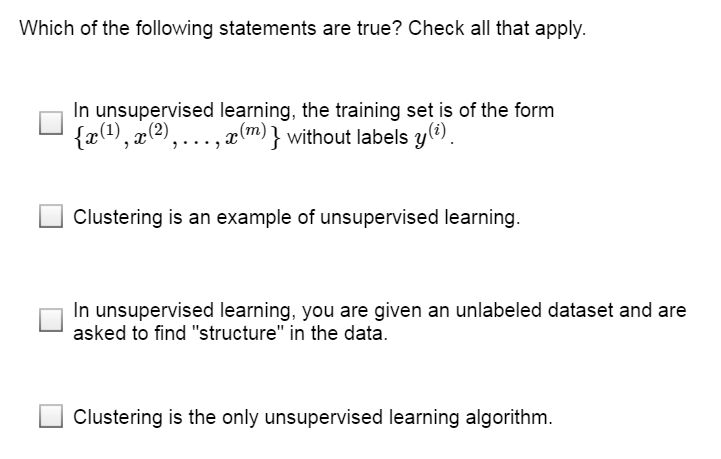 Which of the following statements are true? Check all that apply.
In unsupervised learning, the training set is of the form
{x⁽¹⁾, x⁽²⁾, . . . , x⁽ᵐ⁾} without labels y⁽ⁱ⁾.
Clustering is an example of unsupervised learning.
In unsupervised learning, you are given an unlabeled dataset and are
asked to find "structure" in the data.
Clustering is the only unsupervised learning algorithm.